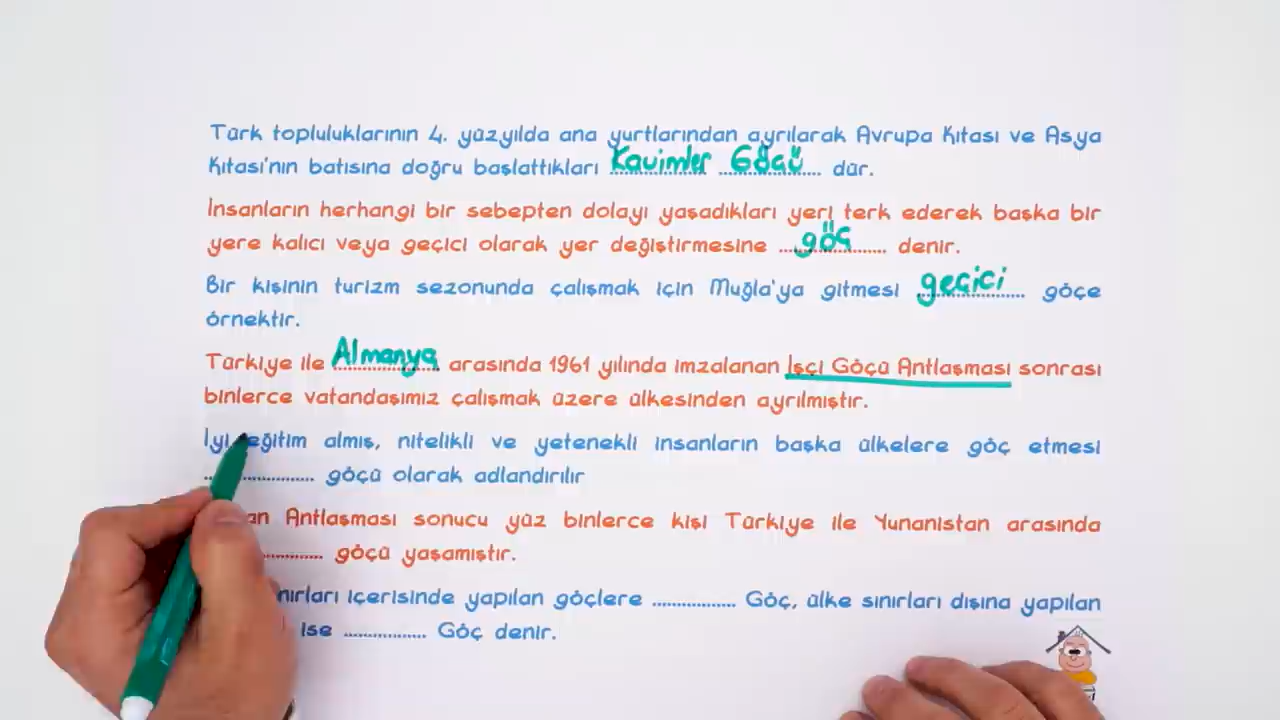 Türk topluluklarının 4. yüzyılda ana yurtlarından ayrılarak Avrupa Kıtası ve Asya
Kıtası'nın batısına doğru başlattıkları Kavimler Göçü dür.
İnsanların herhangi bir sebepten dolayı yaşadıkları yeri terk ederek başka bir
yere kalıcı veya geçici olarak yer değiştirmesine göç denir.
Bir kişinin turizm sezonunda çalışmak için Muğla'ya gitmesi geçici göçe
örnektir.
Türkiye ile Almanya arasında 1961 yılında imzalanan İşçi Göçü Antlaşması sonrası
binlerce vatandaşımız çalışmak üzere ülkesinden ayrılmıştır.
İyi eğitim almış, nitelikli ve yetenekli insanların başka ülkelere göç etmesi
.................... göçü olarak adlandırılır
Antlaşması sonucu yüz binlerce kişi Türkiye ile Yunanistan arasında
........... göçü yaşamıştır.
içerisinde yapılan göçlere ............... Göç, ülke sınırları dışına yapılan
ise ............... Göç denir.